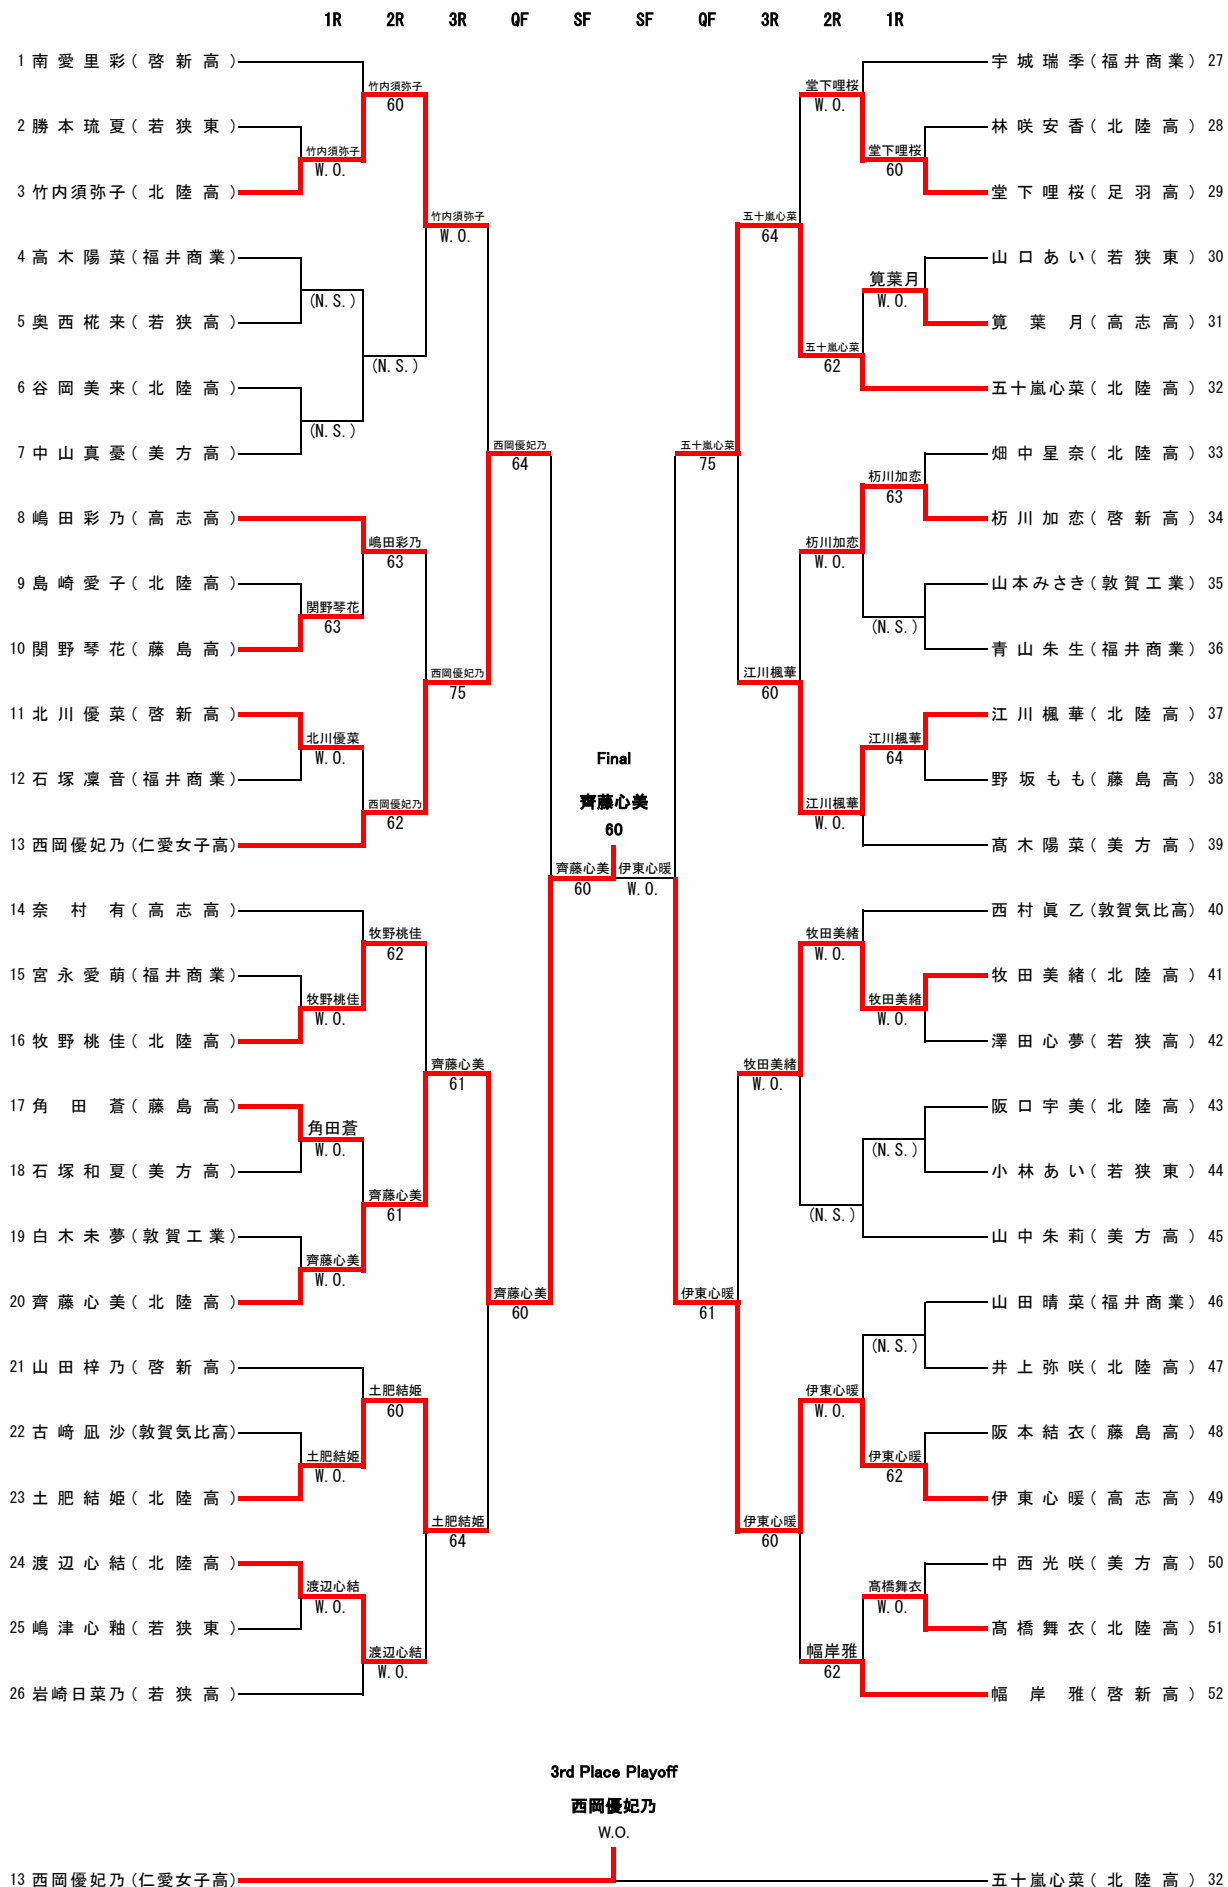 1R 2R 3R QF SF SF QF 3R 2R 1R
1 南愛里彩(啓新高) 宇城瑞季(福井商業) 27
竹内須弥子 堂下哩桜
60 W.O.
2 勝本琉夏(若狭東) 林咲安香(北陸高) 28
竹内須弥子 堂下哩桜
W.O. 60
3 竹内須弥子(北陸高) 堂下哩桜(足羽高) 29
竹内須弥子 五十嵐心菜
W.O. 64
4 高木陽菜(福井商業) 山口あい(若狭東) 30
筧葉月
(N.S.) W.O.
5 奥西椛来(若狭高) 筧葉月(高志高) 31
五十嵐心菜
(N.S.) 62
6 谷岡美来(北陸高) 五十嵐心菜(北陸高) 32
(N.S.)
7 中山真憂(美方高) 西岡優妃乃 五十嵐心菜 畑中星奈(北陸高) 33
64 75
杤川加恋
63
8 嶋田彩乃(高志高) 杤川加恋(啓新高) 34
嶋田彩乃 杤川加恋
63 W.O.
9 島崎愛子(北陸高) 山本みさき(敦賀工業) 35
関野琴花
63 (N.S.)
10 関野琴花(藤島高) 青山朱生(福井商業) 36
西岡優妃乃 江川楓華
75 60
11 北川優菜(啓新高) 江川楓華(北陸高) 37
北川優菜 江川楓華
W.O. Final 64
12 石塚凜音(福井商業) 野坂もも(藤島高) 38
西岡優妃乃 齊藤心美 江川楓華
62 60 W.O.
13 西岡優妃乃(仁愛女子高) 髙木陽菜(美方高) 39
齊藤心美 伊東心暖
60 W.O.
14 奈村有(高志高) 西村眞乙(敦賀気比高) 40
牧野桃佳 牧田美緒
62 W.O.
15 宮永愛萌(福井商業) 牧田美緒(北陸高) 41
牧野桃佳 牧田美緒
W.O. W.O.
16 牧野桃佳(北陸高) 澤田心夢(若狭高) 42
齊藤心美 牧田美緒
61 W.O.
17 角田蒼(藤島高) 阪口宇美(北陸高) 43
角田蒼
W.O. (N.S.)
18 石塚和夏(美方高) 小林あい(若狭東) 44
齊藤心美
61 (N.S.)
19 白木未夢(敦賀工業) 山中朱莉(美方高) 45
齊藤心美
W.O.
20 齊藤心美(北陸高) 齊藤心美 伊東心暖 山田晴菜(福井商業) 46
60 61
(N.S.)
21 山田梓乃(啓新高) 井上弥咲(北陸高) 47
土肥結姫 伊東心暖
60 W.O.
22 古﨑凪沙(敦賀気比高) 阪本結衣(藤島高) 48
土肥結姫 伊東心暖
W.O. 62
23 土肥結姫(北陸高) 伊東心暖(高志高) 49
土肥結姫 伊東心暖
64 60
24 渡辺心結(北陸高) 中西光咲(美方高) 50
渡辺心結 髙橋舞衣
W.O. W.O.
25 嶋津心釉(若狭東) 髙橋舞衣(北陸高) 51
渡辺心結 幅岸雅
W.O. 62
26 岩崎日菜乃(若狭高) 幅岸雅(啓新高) 52
3rd Place Playoff
西岡優妃乃
W.O.
13 西岡優妃乃(仁愛女子高) 五十嵐心菜(北陸高) 32